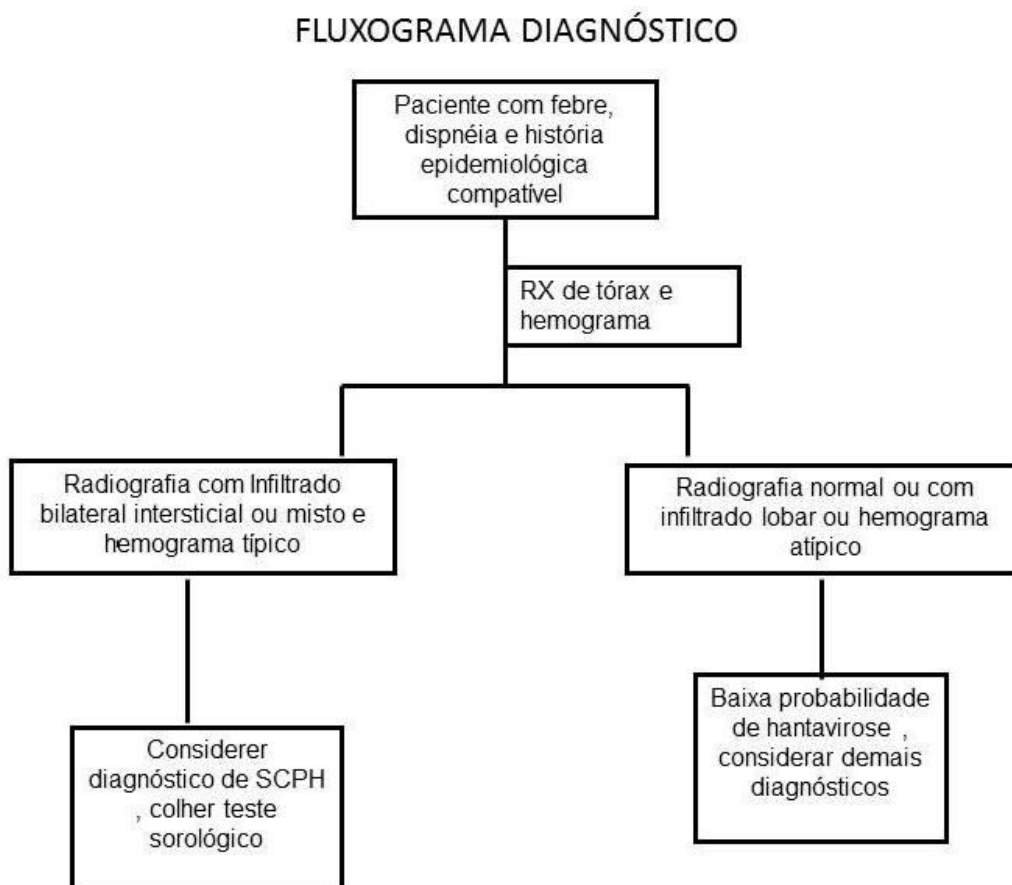 FLUXOGRAMA DIAGNÓSTICO
Paciente com febre,
dispnéia e história
epidemiológica
compatível
RX de tórax e
hemograma
Radiografia com Infiltrado
bilateral intersticial ou misto e
hemograma típico
Radiografia normal ou com
infiltrado lobar ou hemograma
atípico
Considerer
diagnóstico de SCPH
, colher teste
sorológico
Baixa probabilidade
de hantavirose ,
considerar demais
diagnósticos